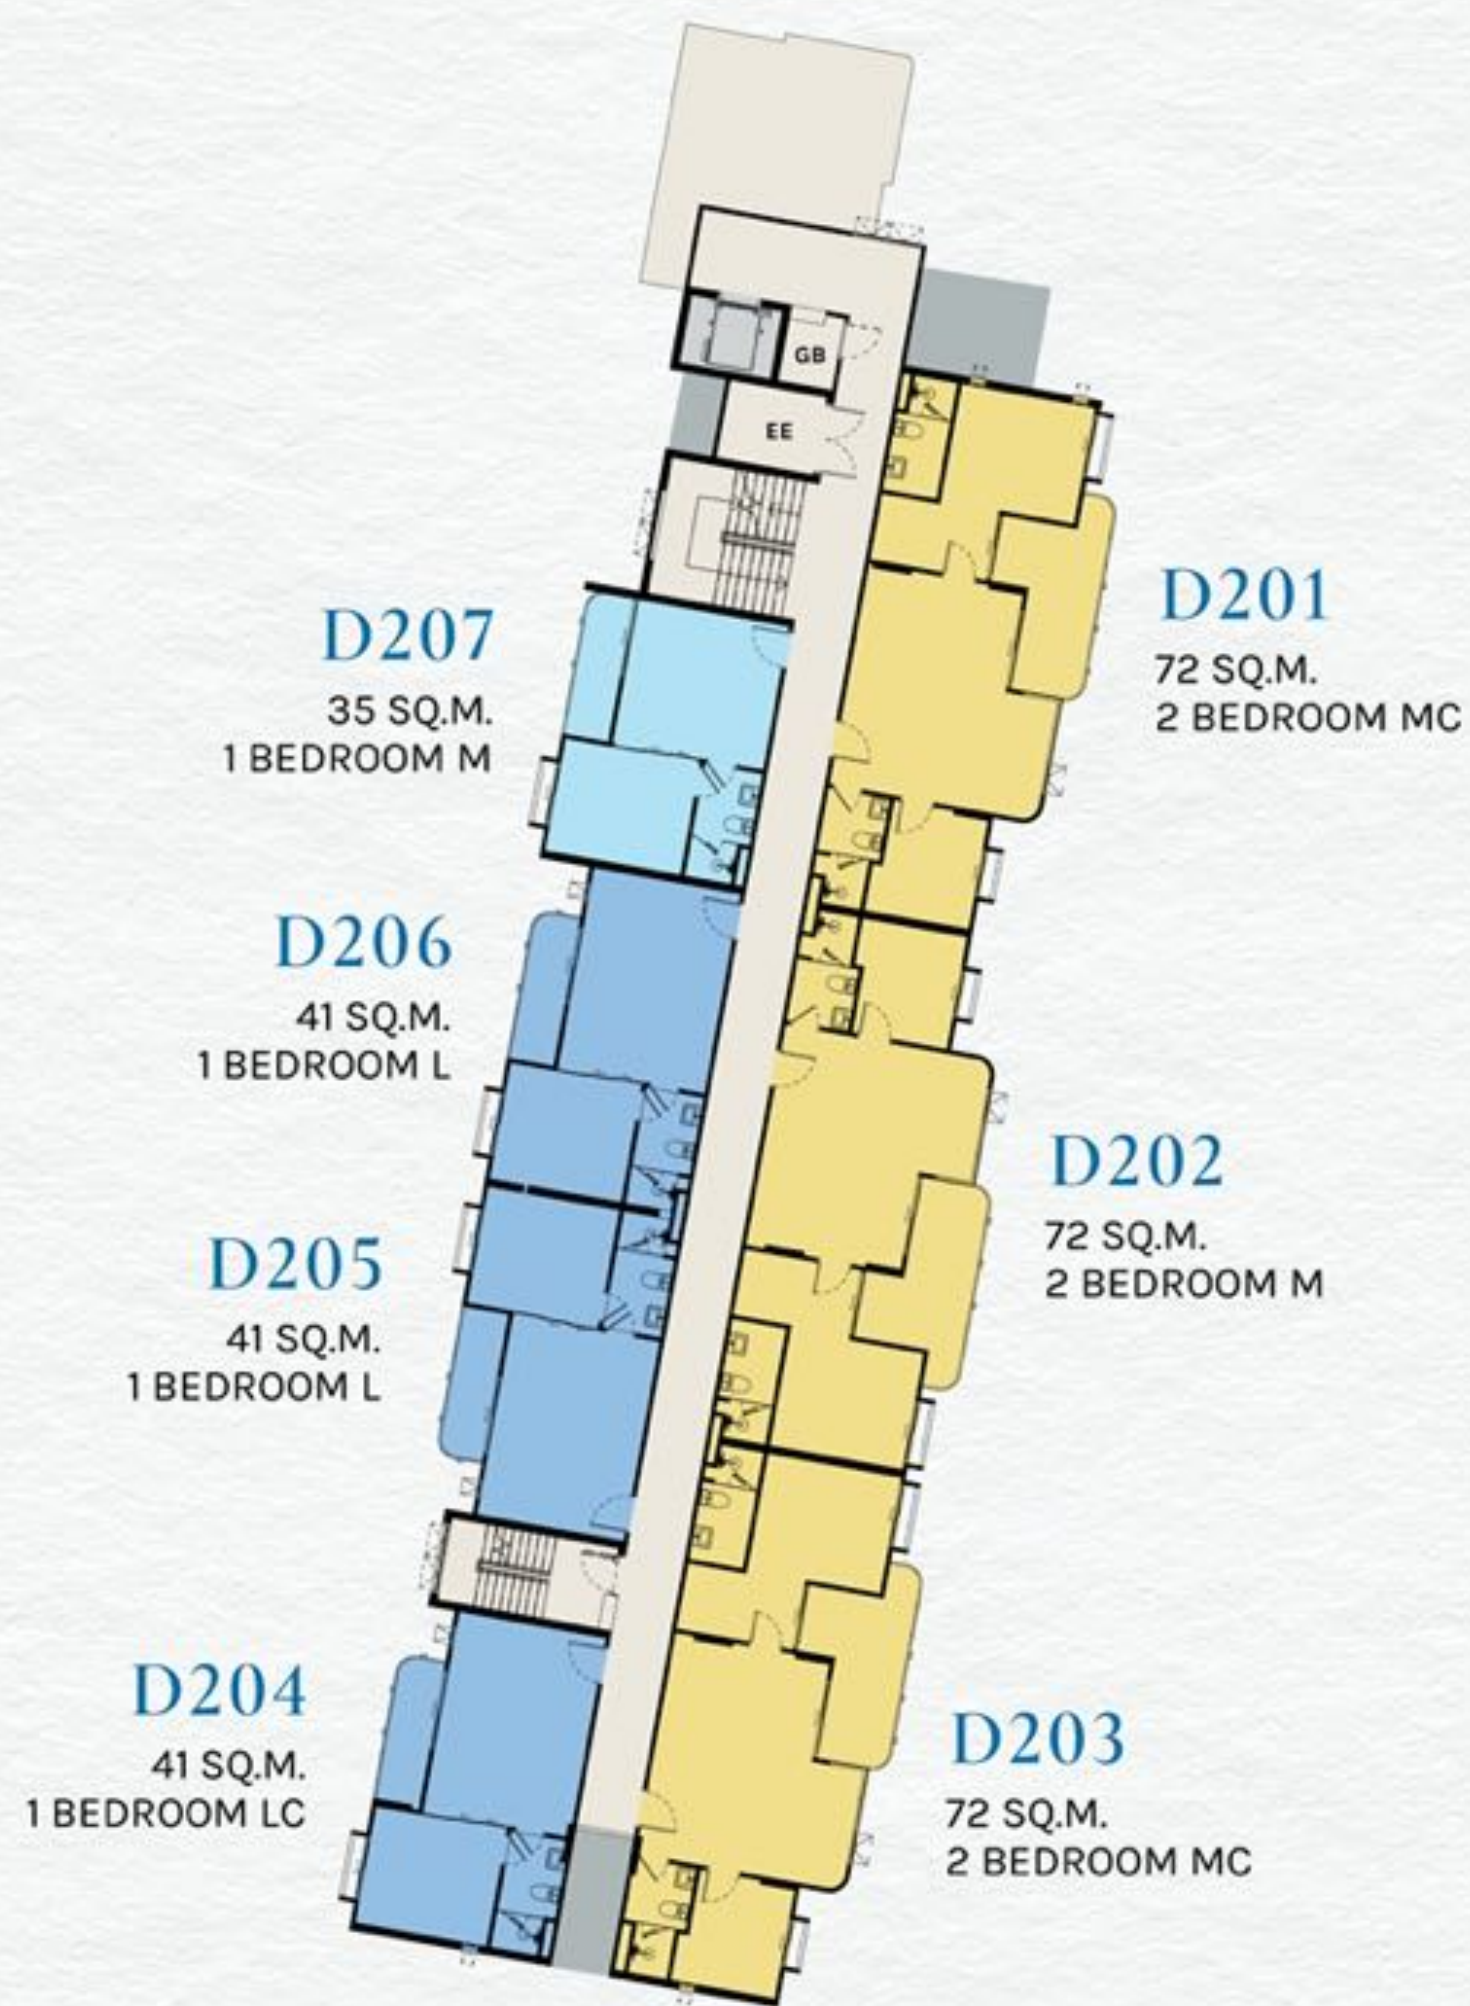 GB
EE
D201
72 SQ.M.
2 BEDROOM MC
D207
35 SQ.M.
1 BEDROOM M
D206
41 SQ.M.
1 BEDROOM L
D202
72 SQ.M.
2 BEDROOM M
D205
41 SQ.M.
1 BEDROOM L
D204
41 SQ.M.
1 BEDROOM LC
D203
72 SQ.M.
2 BEDROOM MC